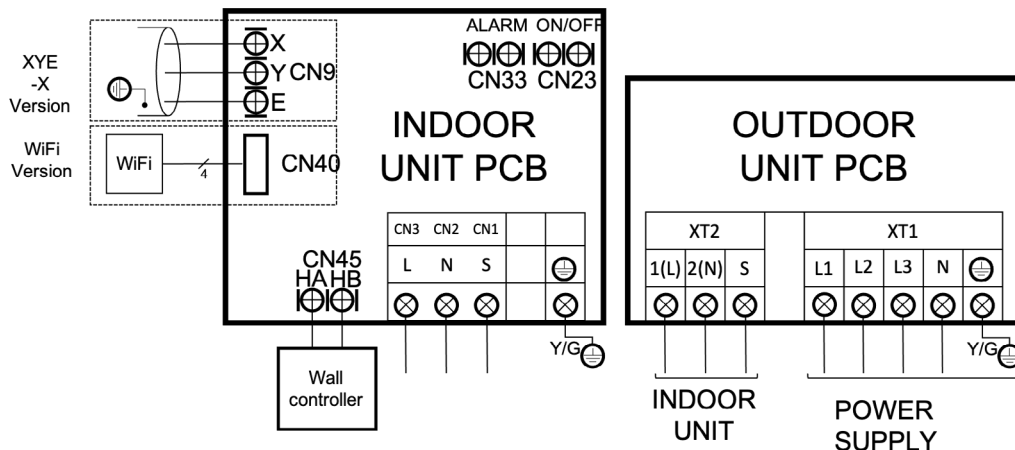 XYE
-X
Version
X
Y CN9
E
ALARM ON/OFF
CN33 CN23
WiFi
Version
WiFi
4
CN40
INDOOR
UNIT PCB
CN45
HA HB
CN3 CN2 CN1
L N S
Y/G
Wall
controller
OUTDOOR
UNIT PCB
XT2 XT1
1(L) 2(N) S L1 L2 L3 N
Y/G
INDOOR
UNIT
POWER
SUPPLY